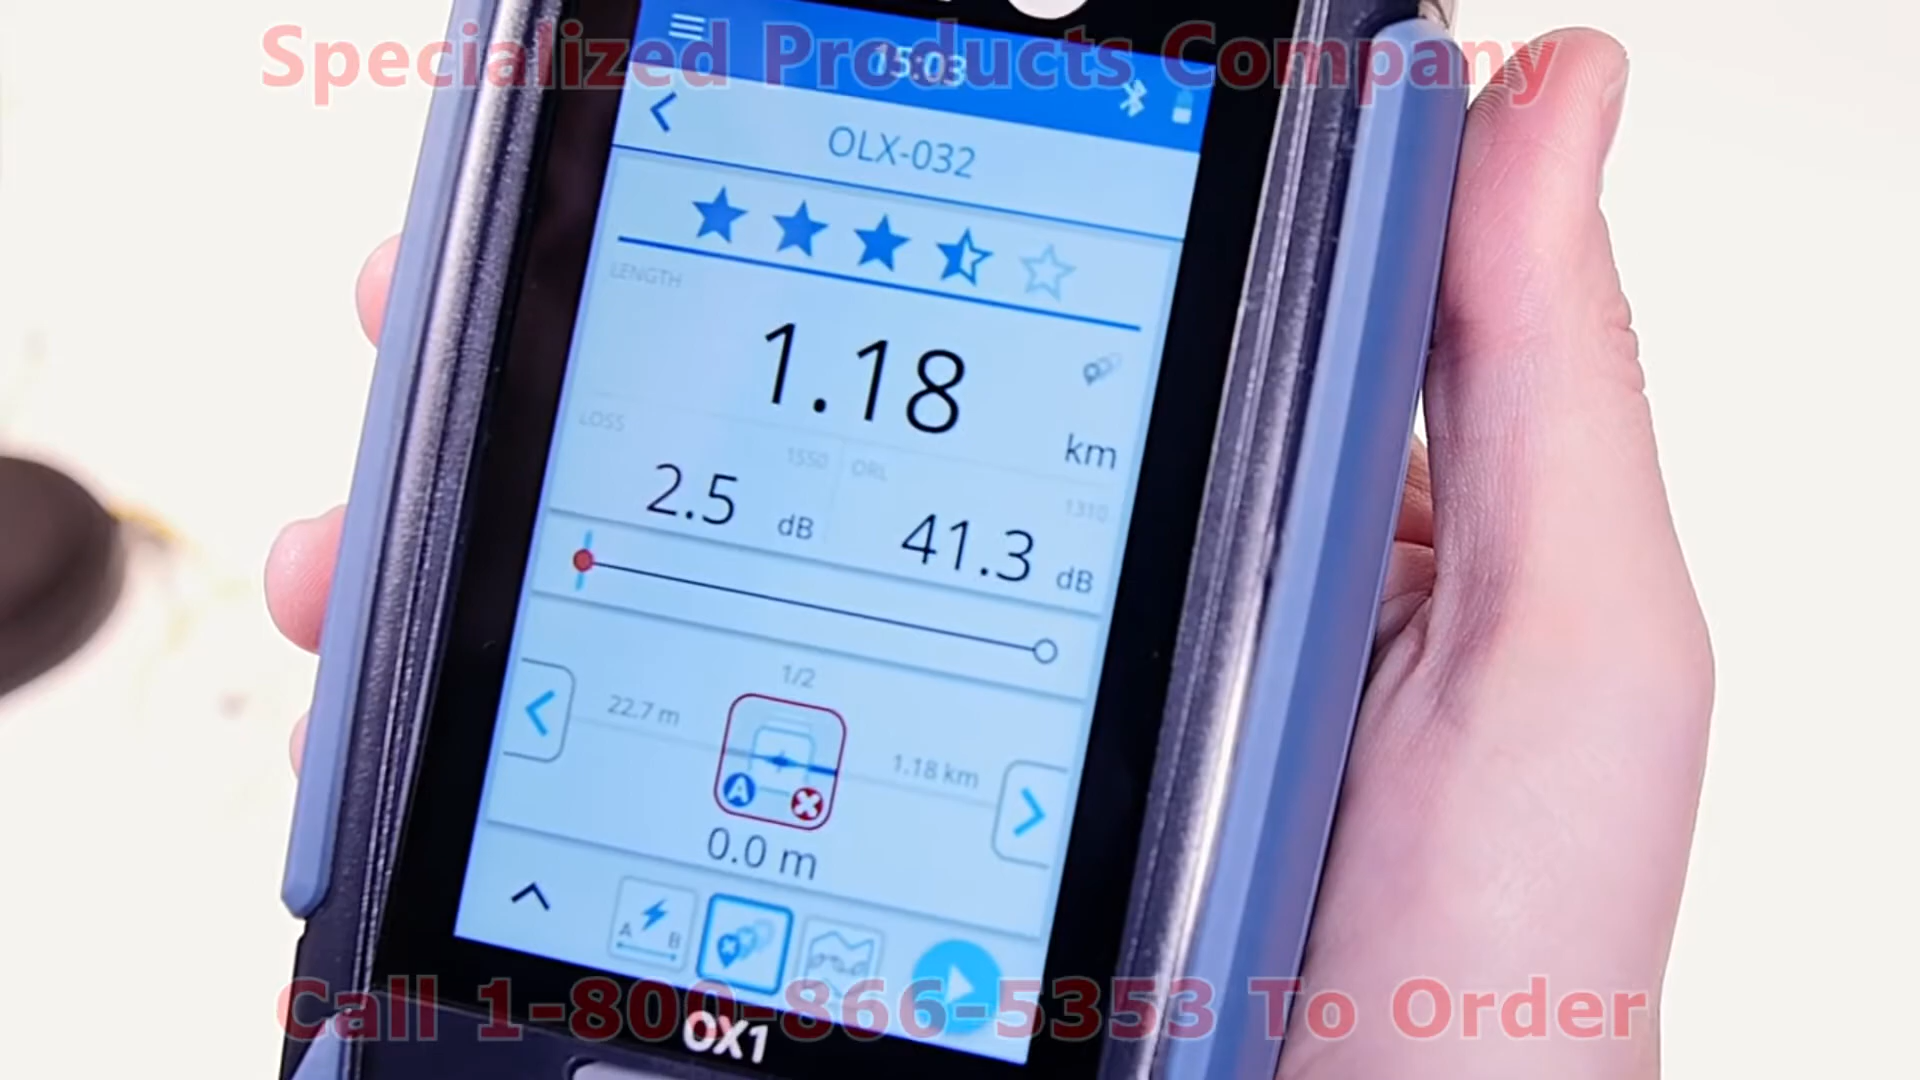 Specialized Products Company
15:03
OLX-032
LENGTH
1.18
km
LOSS
1550
ORL
1310
2.5 dB
41.3 dB
1/2
22.7 m
1.18 km
A
0.0 m
A B
Call 1-800-866-5353 To Order
OX1